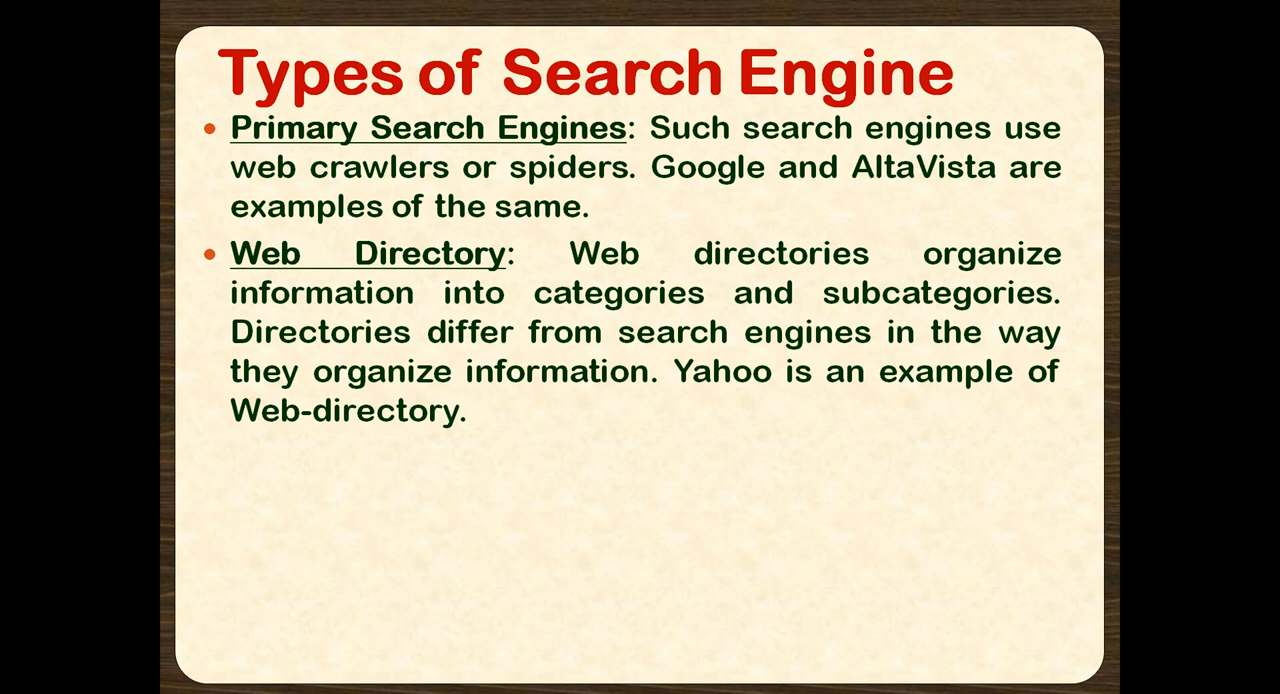 Types of Search Engine
• Primary Search Engines: Such search engines use
web crawlers or spiders. Google and AltaVista are
examples of the same.
• Web Directory: Web directories organize
information into categories and subcategories.
Directories differ from search engines in the way
they organize information. Yahoo is an example of
Web-directory.